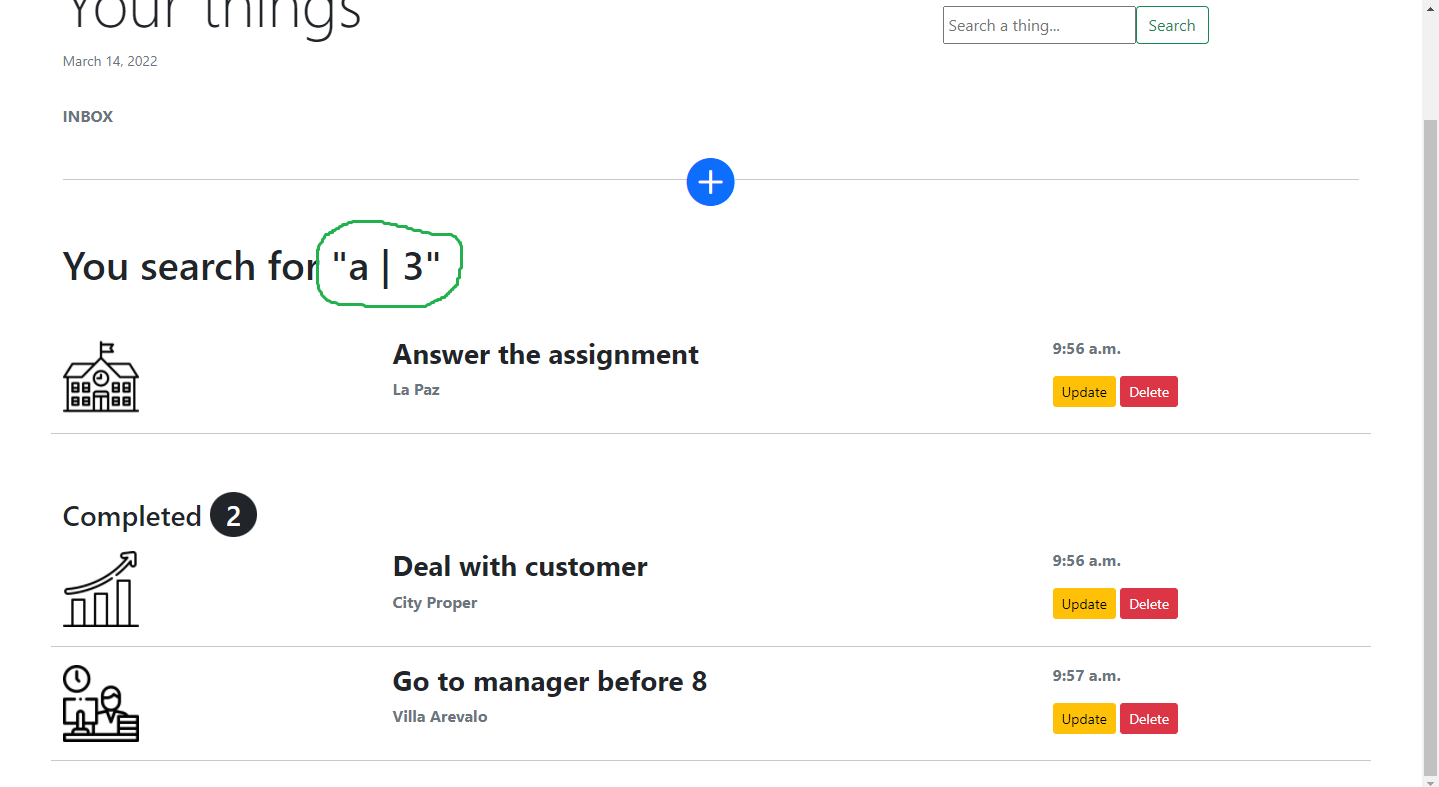 Your things
Search a thing...
Search
March 14, 2022
INBOX
You search for "a | 3"
Answer the assignment
9:56 a.m.
La Paz
Update
Delete
Completed 2
Deal with customer
9:56 a.m.
City Proper
Update
Delete
Go to manager before 8
9:57 a.m.
Villa Arevalo
Update
Delete